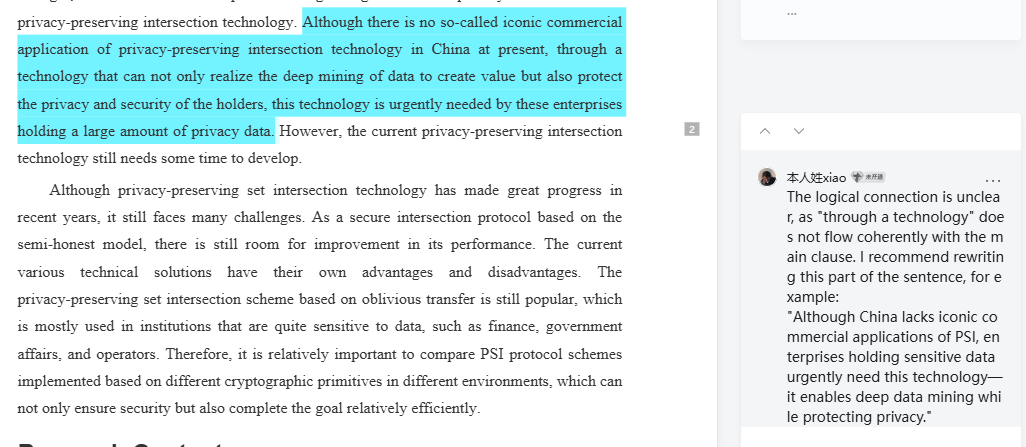 privacy-preserving intersection technology. Although there is no so-called iconic commercial
application of privacy-preserving intersection technology in China at present, through a
technology that can not only realize the deep mining of data to create value but also protect
the privacy and security of the holders, this technology is urgently needed by these enterprises
holding a large amount of privacy data. However, the current privacy-preserving intersection
technology still needs some time to develop.
Although privacy-preserving set intersection technology has made great progress in
recent years, it still faces many challenges. As a secure intersection protocol based on the
semi-honest model, there is still room for improvement in its performance. The current
various technical solutions have their own advantages and disadvantages. The
privacy-preserving set intersection scheme based on oblivious transfer is still popular, which
is mostly used in institutions that are quite sensitive to data, such as finance, government
affairs, and operators. Therefore, it is relatively important to compare PSI protocol schemes
implemented based on different cryptographic primitives in different environments, which can
not only ensure security but also complete the goal relatively efficiently.
2
...
本人姓xiao 未开通
...
The logical connection is unclea
r, as "through a technology" doe
s not flow coherently with the m
ain clause. I recommend rewritin
g this part of the sentence, for e
xample:
"Although China lacks iconic co
mmercial applications of PSI, en
terprises holding sensitive data
urgently need this technology—
it enables deep data mining whi
le protecting privacy."